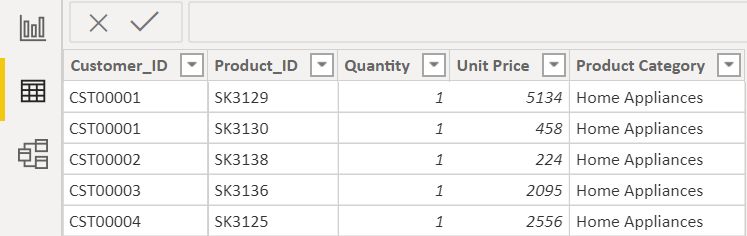 Customer_ID Product_ID Quantity Unit Price Product Category
CST00001 SK3129 1 5134 Home Appliances
CST00001 SK3130 1 458 Home Appliances
CST00002 SK3138 1 224 Home Appliances
CST00003 SK3136 1 2095 Home Appliances
CST00004 SK3125 1 2556 Home Appliances